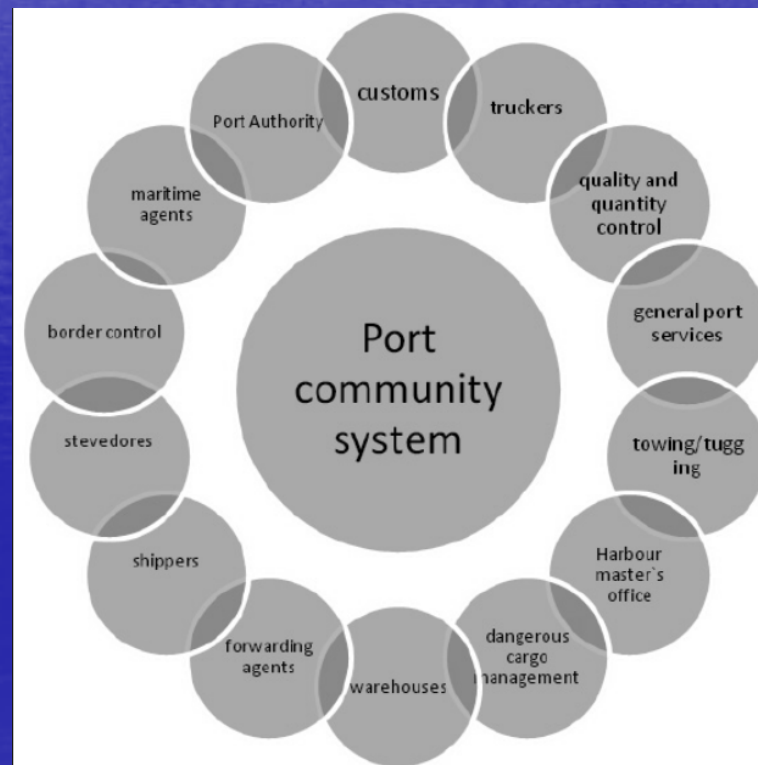 customs
truckers
quality and
quantity
control
general port
services
towing/tugg
ing
Harbour
master`s
office
dangerous
cargo
management
warehouses
forwarding
agents
shippers
stevedores
border control
maritime
agents
Port Authority
Port
community
system